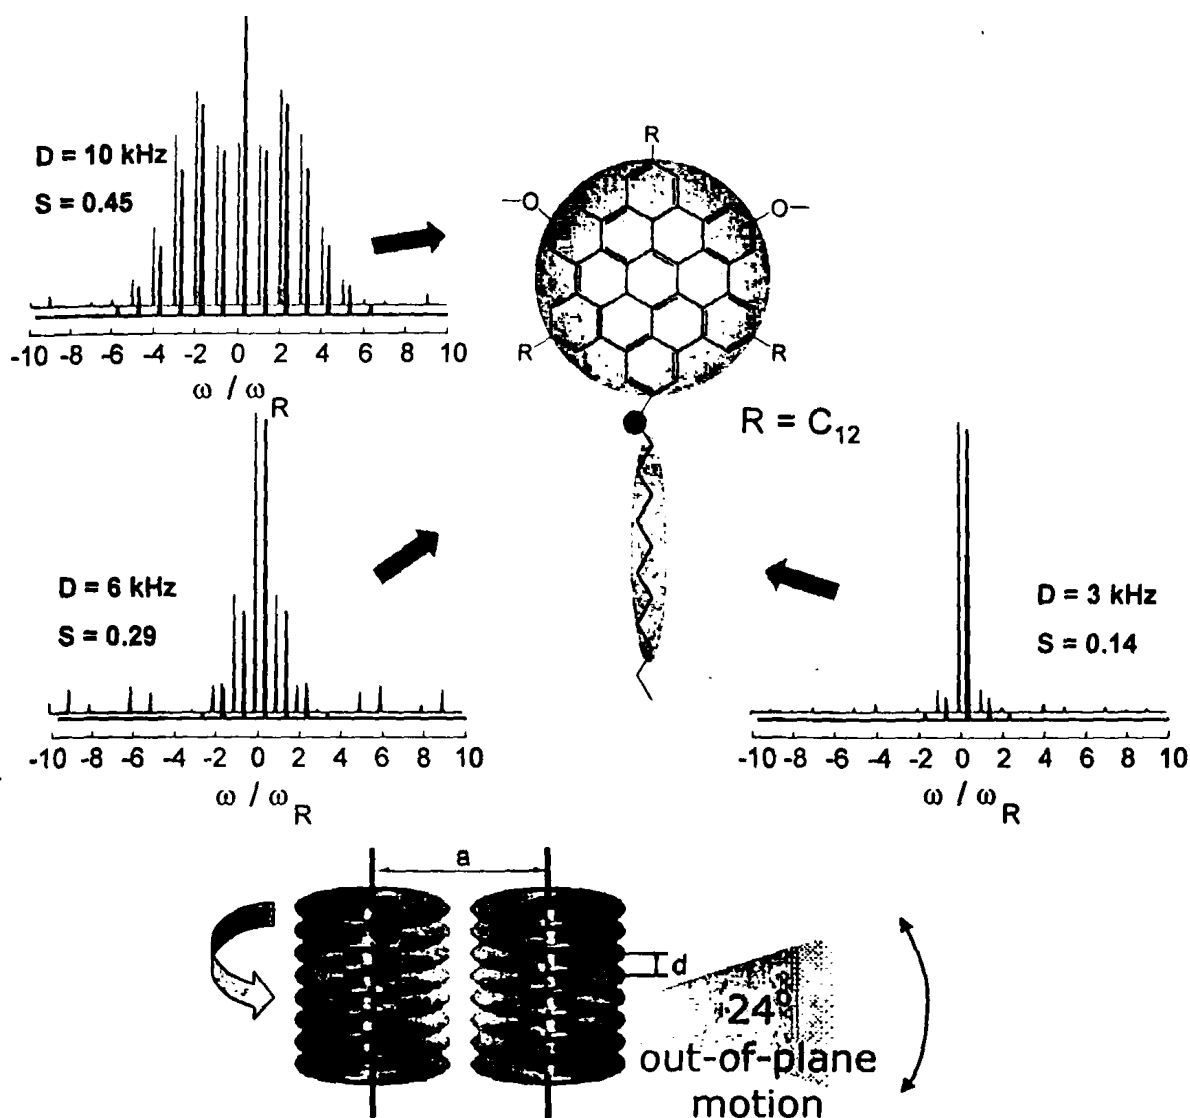 D = 10 kHz
S = 0.45
-10 -8 -6 -4 -2 0 2 4 6 8 10
ω / ω R
R
—O
O—
R
R
R = C12
D = 6 kHz
S = 0.29
-10 -8 -6 -4 -2 0 2 4 6 8 10
ω / ω R
D = 3 kHz
S = 0.14
-10 -8 -6 -4 -2 0 2 4 6 8 10
ω / ω R
a
d
24°
out-of-plane
motion